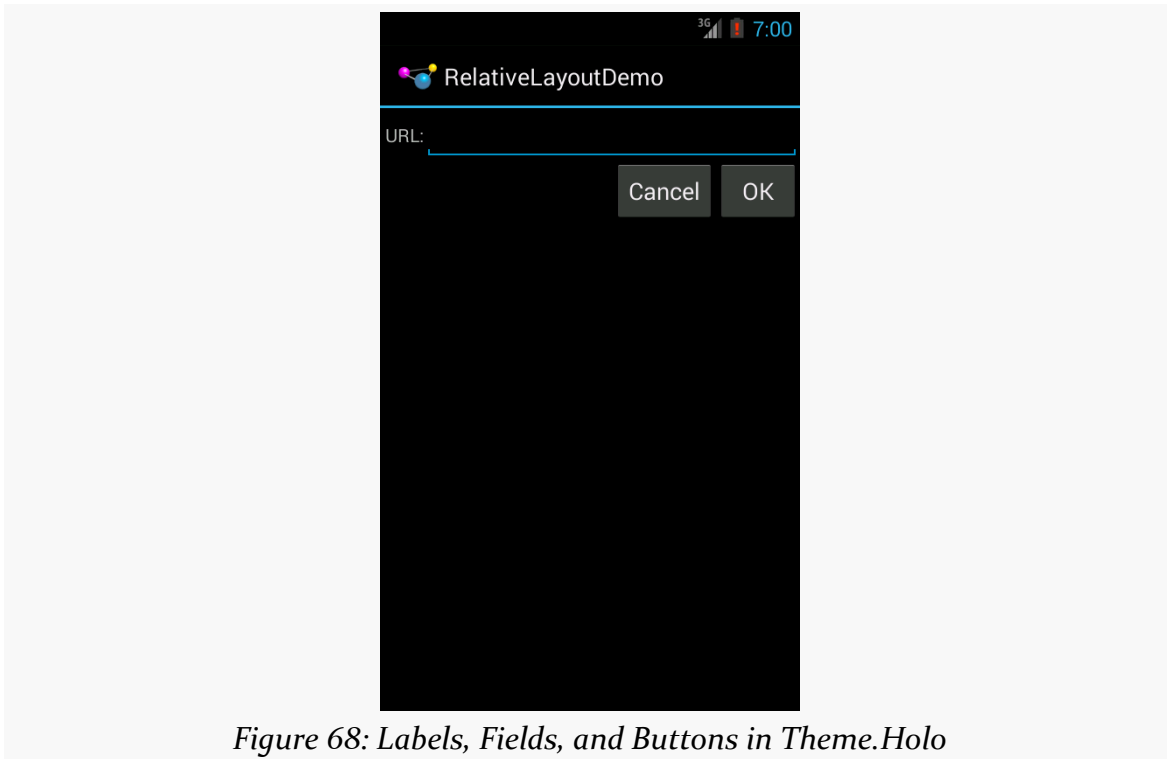 3G 7:00
RelativeLayoutDemo
URL:
Cancel OK
Figure 68: Labels, Fields, and Buttons in Theme.Holo